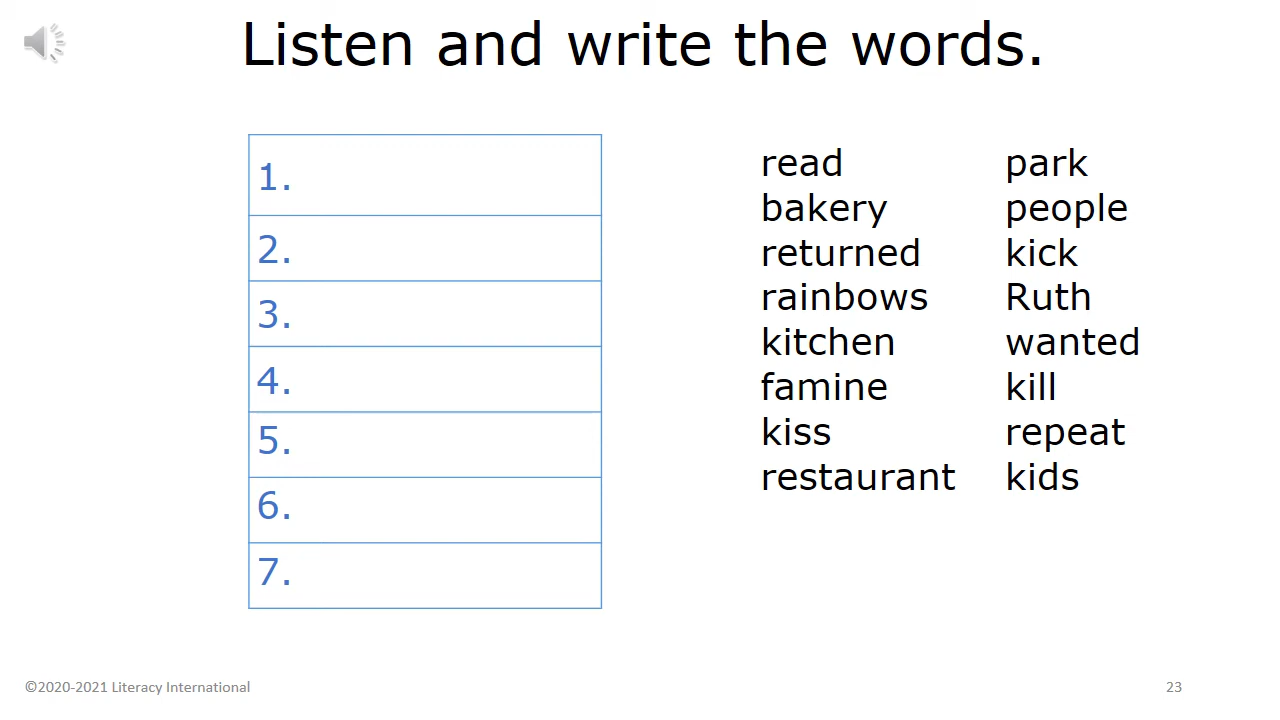 Listen and write the words.
1.
2.
3.
4.
5.
6.
7.
read park
bakery people
returned kick
rainbows Ruth
kitchen wanted
famine kill
kiss repeat
restaurant kids
©2020-2021 Literacy International
23